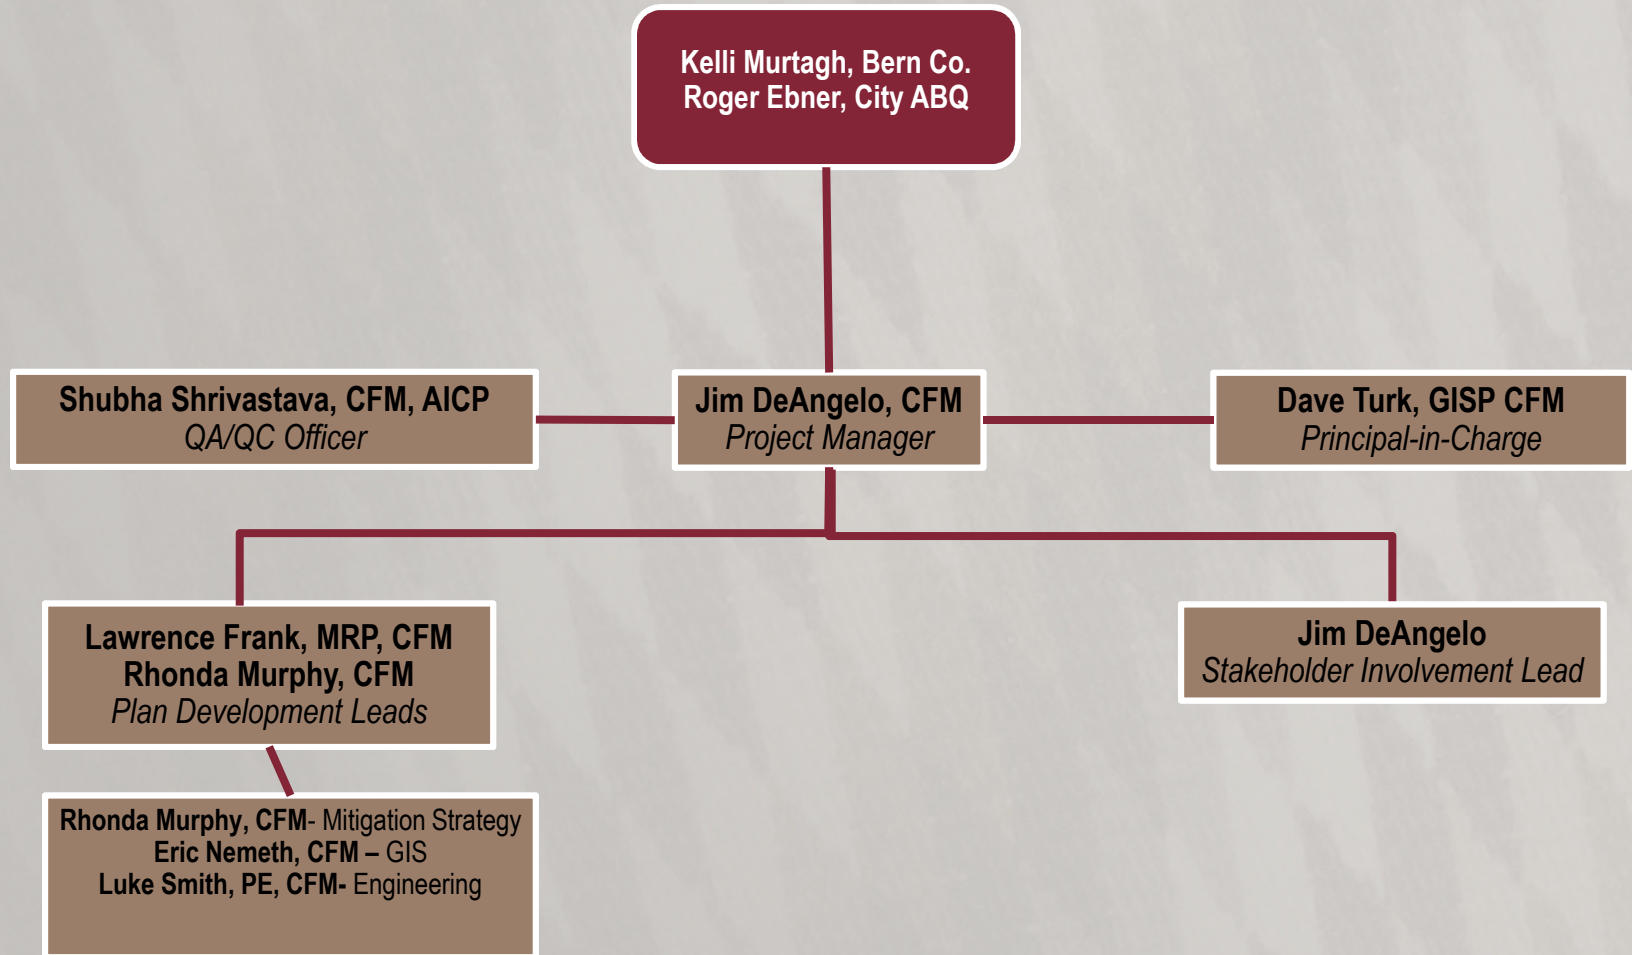 Kelli Murtagh, Bern Co.
Roger Ebner, City ABQ
Shubha Shrivastava, CFM, AICP
QA/QC Officer
Jim DeAngelo, CFM
Project Manager
Dave Turk, GISP CFM
Principal-in-Charge
Lawrence Frank, MRP, CFM
Rhonda Murphy, CFM
Plan Development Leads
Jim DeAngelo
Stakeholder Involvement Lead
Rhonda Murphy, CFM- Mitigation Strategy
Eric Nemeth, CFM – GIS
Luke Smith, PE, CFM- Engineering